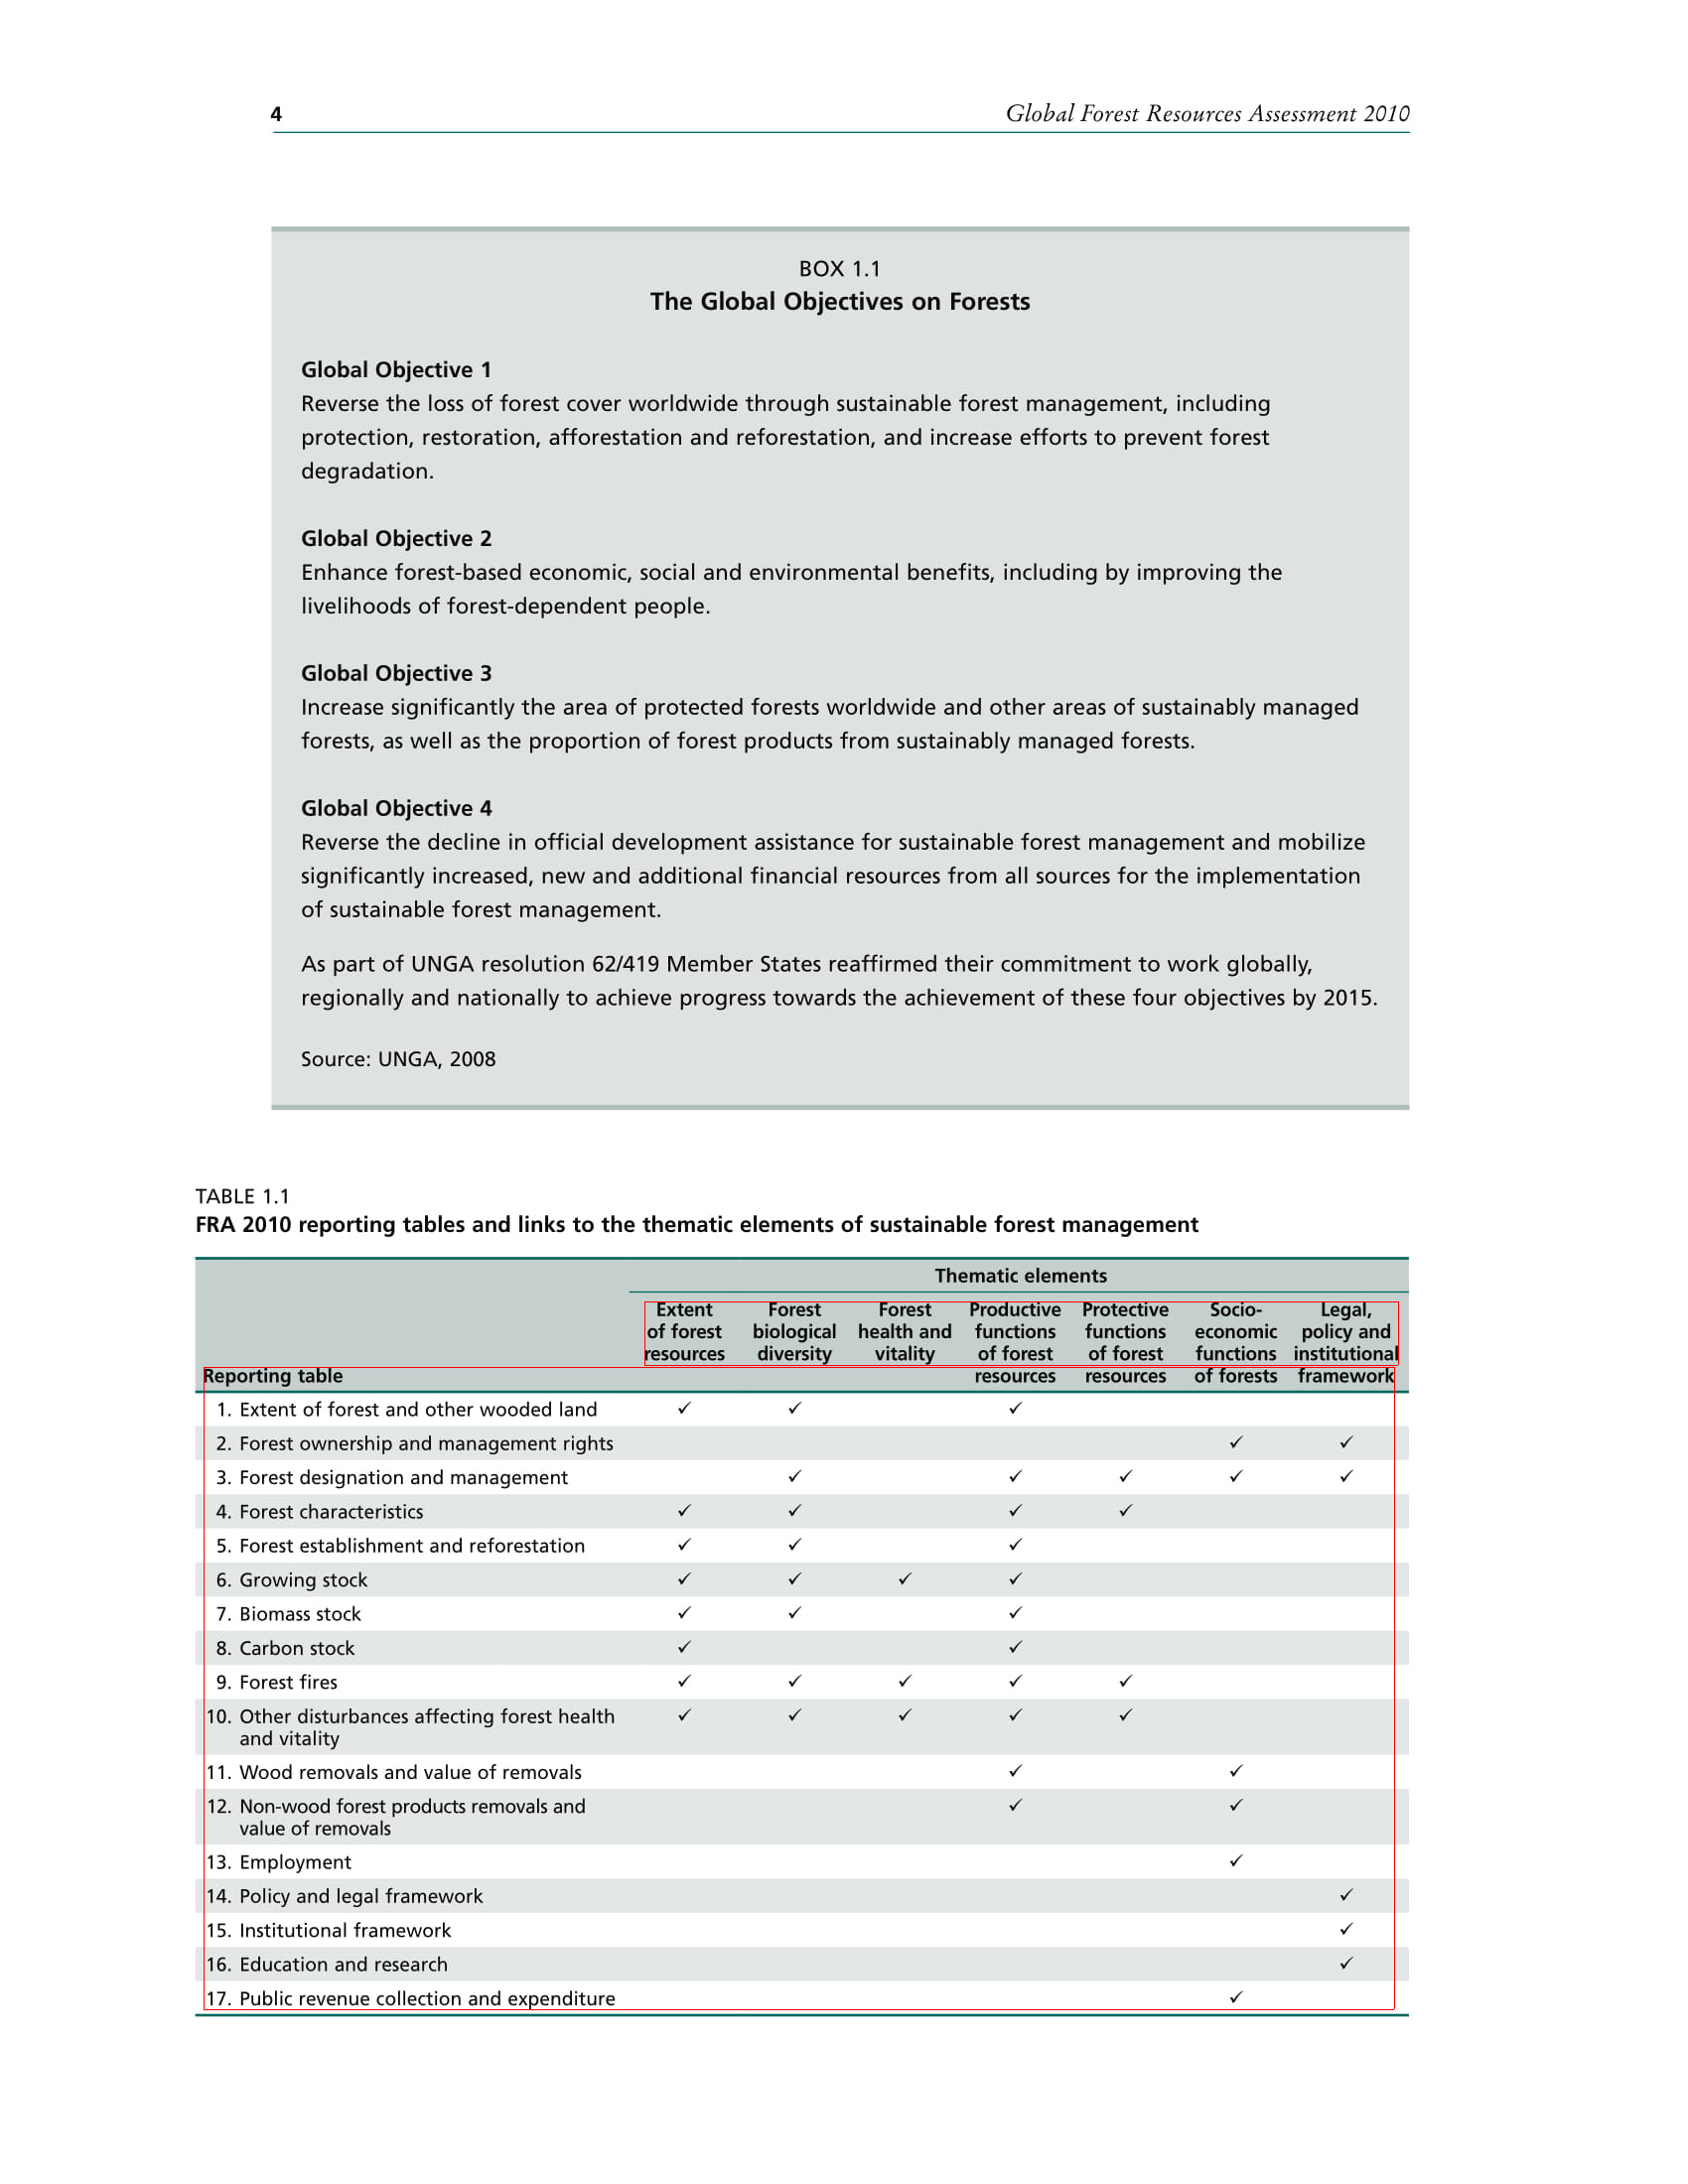 4
Global Forest Resources Assessment 2010
BOX 1.1
The Global Objectives on Forests
Global Objective 1
Reverse the loss of forest cover worldwide through sustainable forest management, including
protection, restoration, afforestation and reforestation, and increase efforts to prevent forest
degradation.
Global Objective 2
Enhance forest-based economic, social and environmental benefits, including by improving the
livelihoods of forest-dependent people.
Global Objective 3
Increase significantly the area of protected forests worldwide and other areas of sustainably managed
forests, as well as the proportion of forest products from sustainably managed forests.
Global Objective 4
Reverse the decline in official development assistance for sustainable forest management and mobilize
significantly increased, new and additional financial resources from all sources for the implementation
of sustainable forest management.
As part of UNGA resolution 62/419 Member States reaffirmed their commitment to work globally,
regionally and nationally to achieve progress towards the achievement of these four objectives by 2015.
Source: UNGA, 2008
TABLE 1.1
FRA 2010 reporting tables and links to the thematic elements of sustainable forest management
Thematic elements
Extent Forest Forest Productive Protective Socio- Legal,
of forest biological health and functions functions economic policy and
resources diversity vitality of forest of forest functions institutional
Reporting table resources resources of forests framework
1. Extent of forest and other wooded land ✓ ✓ ✓
2. Forest ownership and management rights ✓ ✓
3. Forest designation and management ✓ ✓ ✓ ✓ ✓
4. Forest characteristics ✓ ✓ ✓ ✓
5. Forest establishment and reforestation ✓ ✓ ✓
6. Growing stock ✓ ✓ ✓ ✓
7. Biomass stock ✓ ✓ ✓
8. Carbon stock ✓ ✓
9. Forest fires ✓ ✓ ✓ ✓ ✓
10. Other disturbances affecting forest health ✓ ✓ ✓ ✓ ✓
and vitality
11. Wood removals and value of removals ✓ ✓
12. Non-wood forest products removals and ✓ ✓
value of removals
13. Employment ✓
14. Policy and legal framework ✓
15. Institutional framework ✓
16. Education and research ✓
17. Public revenue collection and expenditure ✓